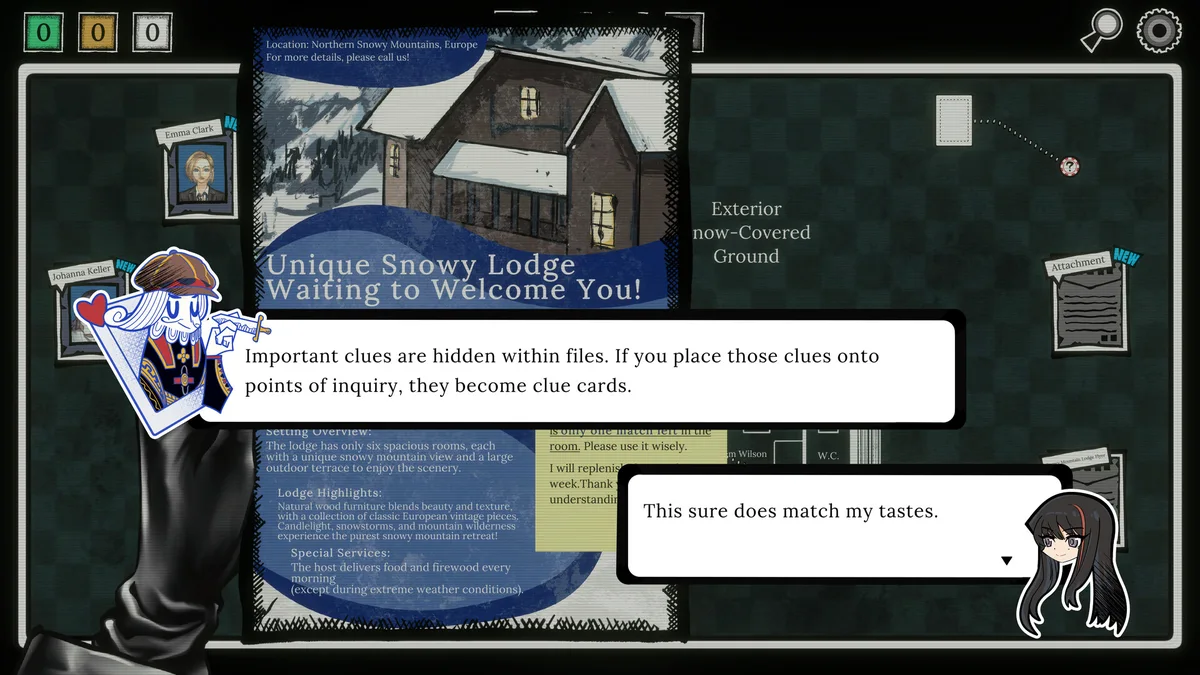 0 0 0
Location: Northern Snowy Mountains, Europe
For more details, please call us!
Emma Clark
NE
Exterior
now-Covered
Ground
Attachment
NEW
Johanna Keller
NEW
Unique Snowy Lodge
Waiting to Welcome You!
Important clues are hidden within files. If you place those clues onto
points of inquiry, they become clue cards.
Setting Overview:
The lodge has only six spacious rooms, each
with a unique snowy mountain view and a large
outdoor terrace to enjoy the scenery.
Lodge Highlights:
Natural wood furniture blends beauty and texture,
with a collection of classic European vintage pieces.
Candlelight, snowstorms, and mountain wilderness
experience the purest snowy mountain retreat!
Special Services:
The host delivers food and firewood every
morning
(except during extreme weather conditions).
is only one match left in the
room. Please use it wisely.
I will replenis
week.Thank
understandin
m Wilson
W.C.
Mountain Lodge Flyer
This sure does match my tastes.